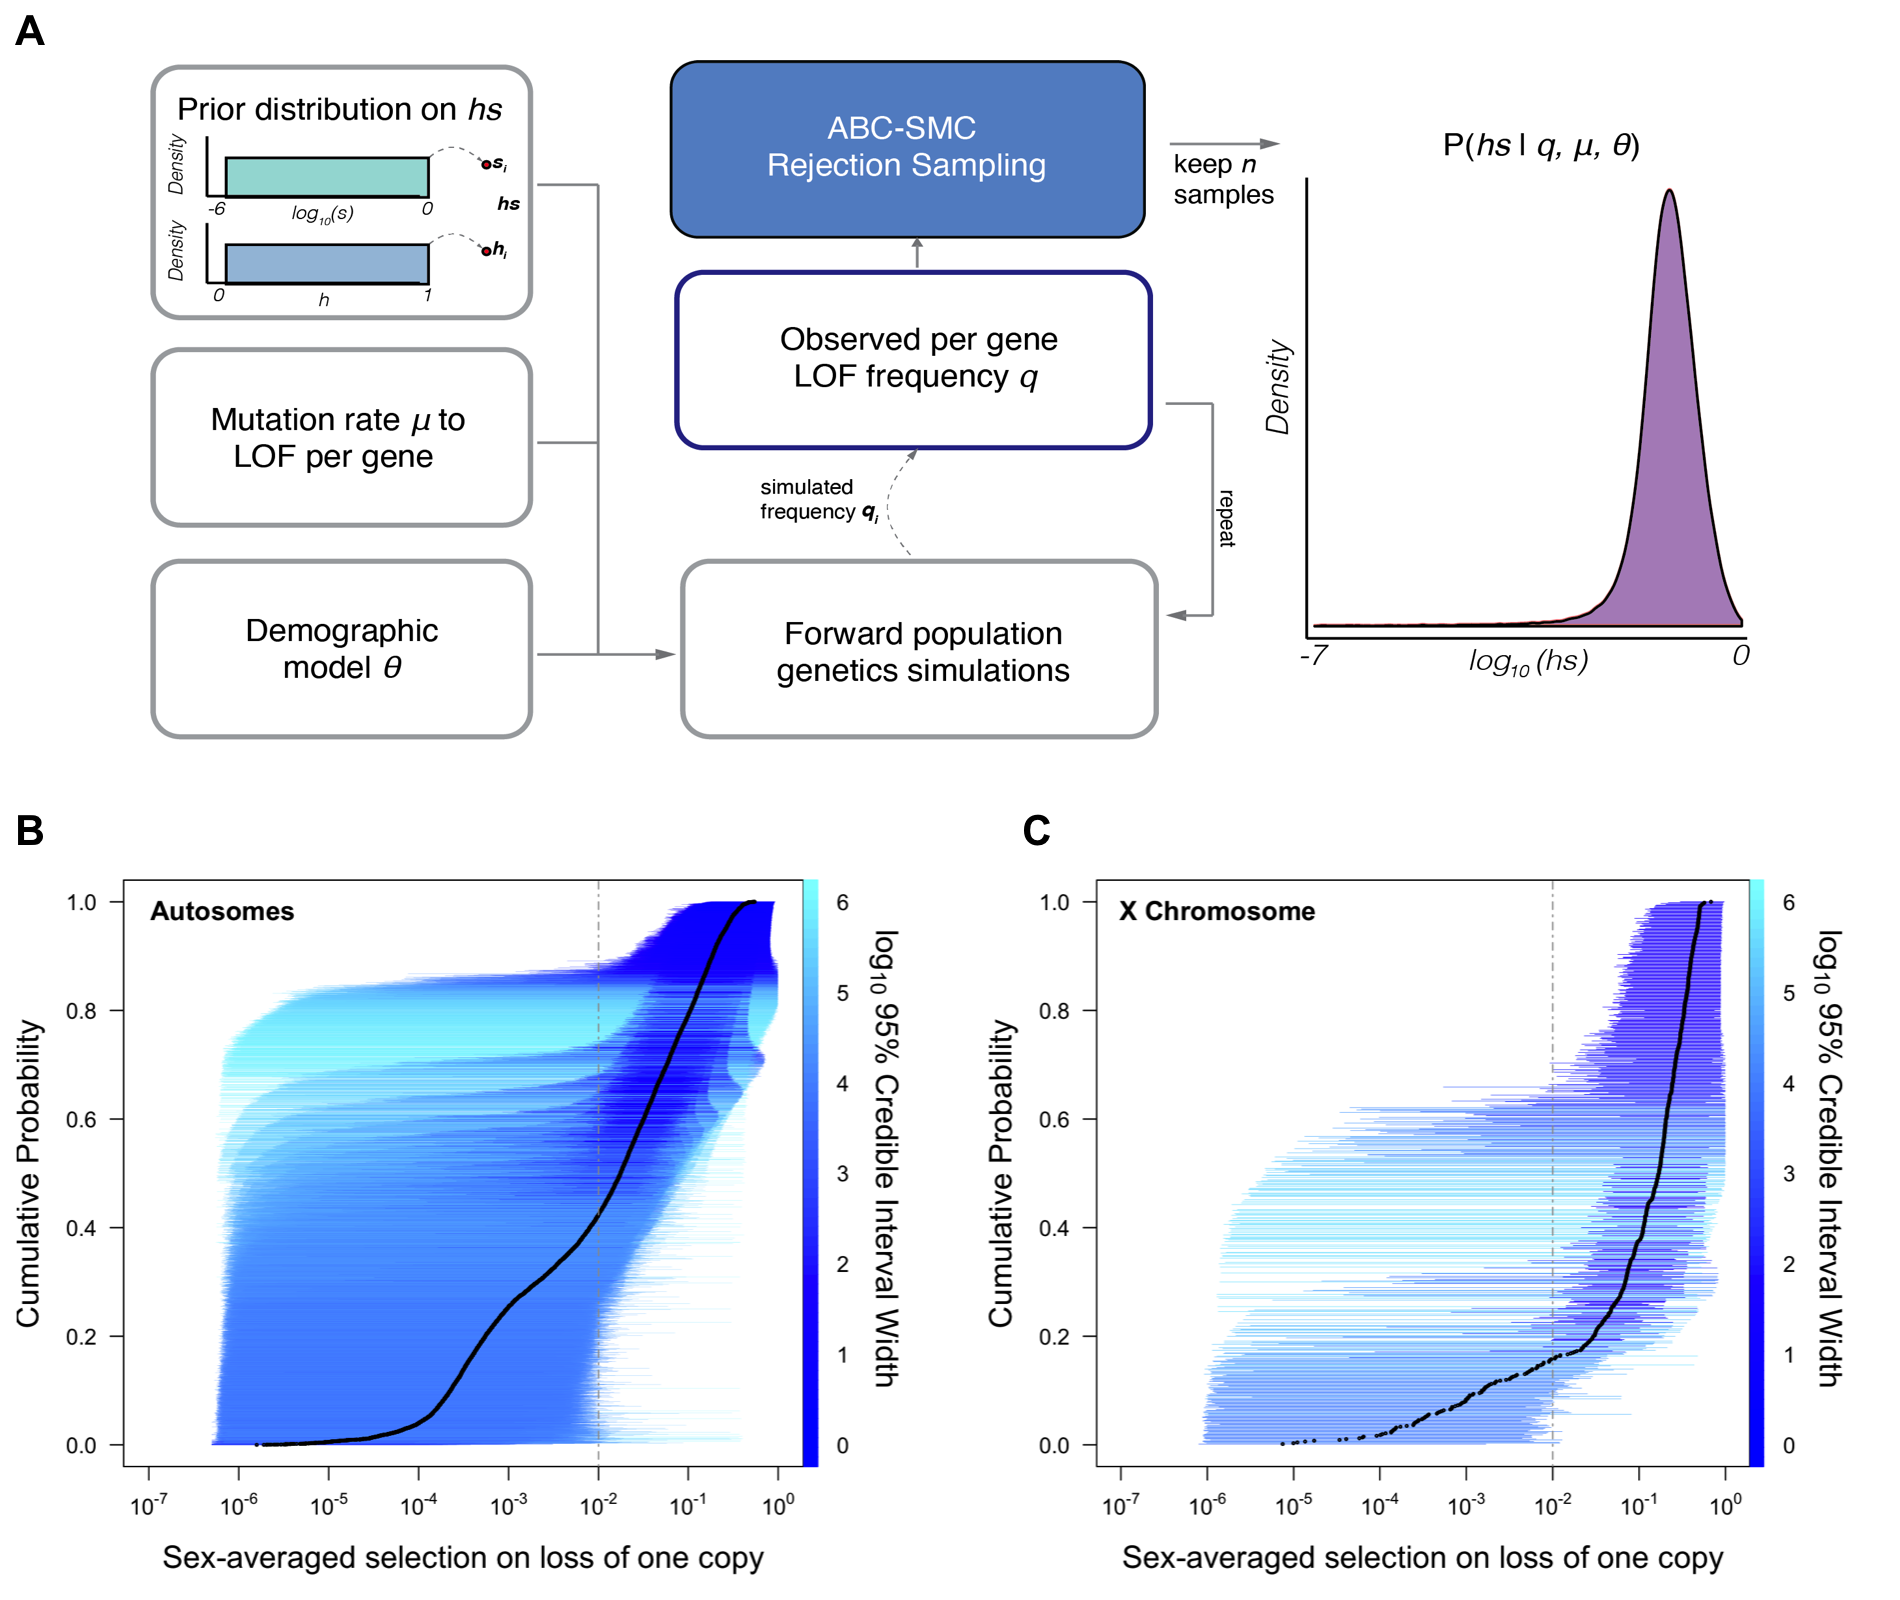 A
Prior distribution on hs
Density
-6
log10(s)
0
si
hs
Density
0
h
1
hi
Mutation rate μ to
LOF per gene
Demographic
model θ
ABC-SMC
Rejection Sampling
Observed per gene
LOF frequency q
simulated
frequency qi
repeat
Forward population
genetics simulations
keep n
samples
P(hs | q, μ, θ)
Density
-7
log10 (hs)
0
B
Autosomes
Cumulative Probability
1.0
0.8
0.6
0.4
0.2
0.0
10-7
10-6
10-5
10-4
10-3
10-2
10-1
100
Sex-averaged selection on loss of one copy
6
5
4
3
2
1
0
log10 95% Credible Interval Width
C
X Chromosome
Cumulative Probability
1.0
0.8
0.6
0.4
0.2
0.0
10-7
10-6
10-5
10-4
10-3
10-2
10-1
100
Sex-averaged selection on loss of one copy
6
5
4
3
2
1
0
log10 95% Credible Interval Width